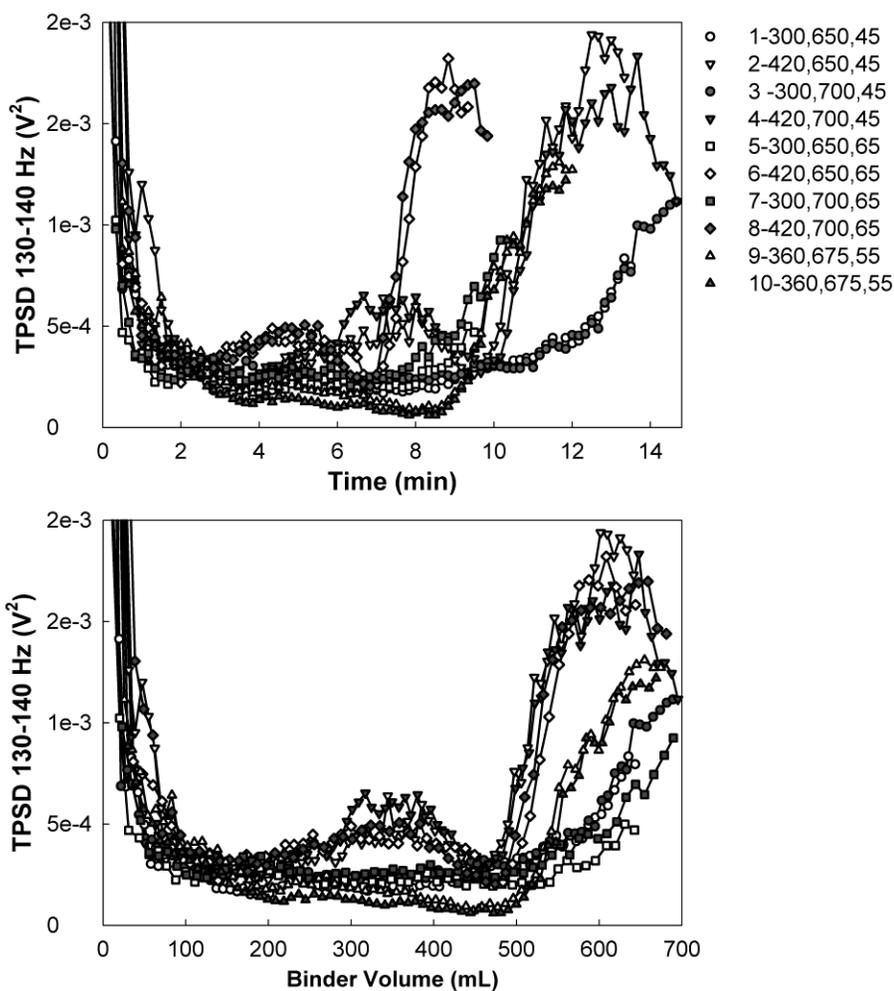 2e-3
2e-3
1e-3
5e-4
0
TPSD 130-140 Hz (V²)
0 2 4 6 8 10 12 14
Time (min)
1-300,650,45
2-420,650,45
3 -300,700,45
4-420,700,45
5-300,650,65
6-420,650,65
7-300,700,65
8-420,700,65
9-360,675,55
10-360,675,55
2e-3
2e-3
1e-3
5e-4
0
TPSD 130-140 Hz (V²)
0 100 200 300 400 500 600 700
Binder Volume (mL)